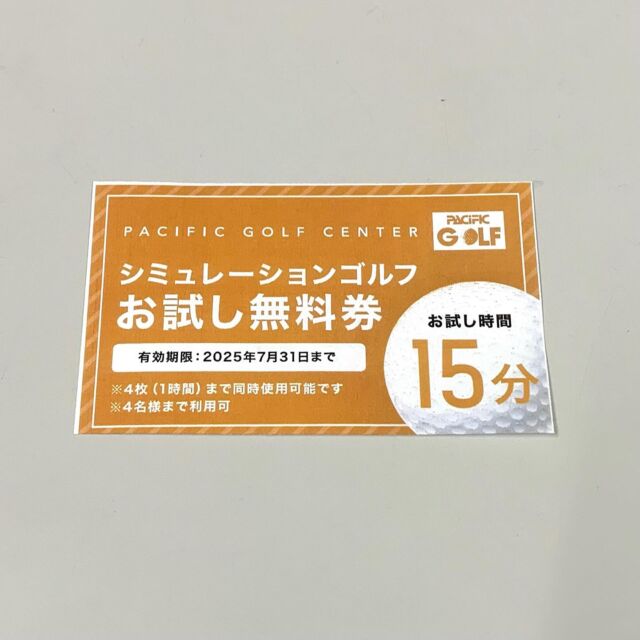 PACIFIC GOLF CENTER
PACIFIC
GOLF
シミュレーションゴルフ
お試し無料券
有効期限：2025年7月31日まで
※4枚（1時間）まで同時使用可能です
※4名様まで利用可
お試し時間
15分